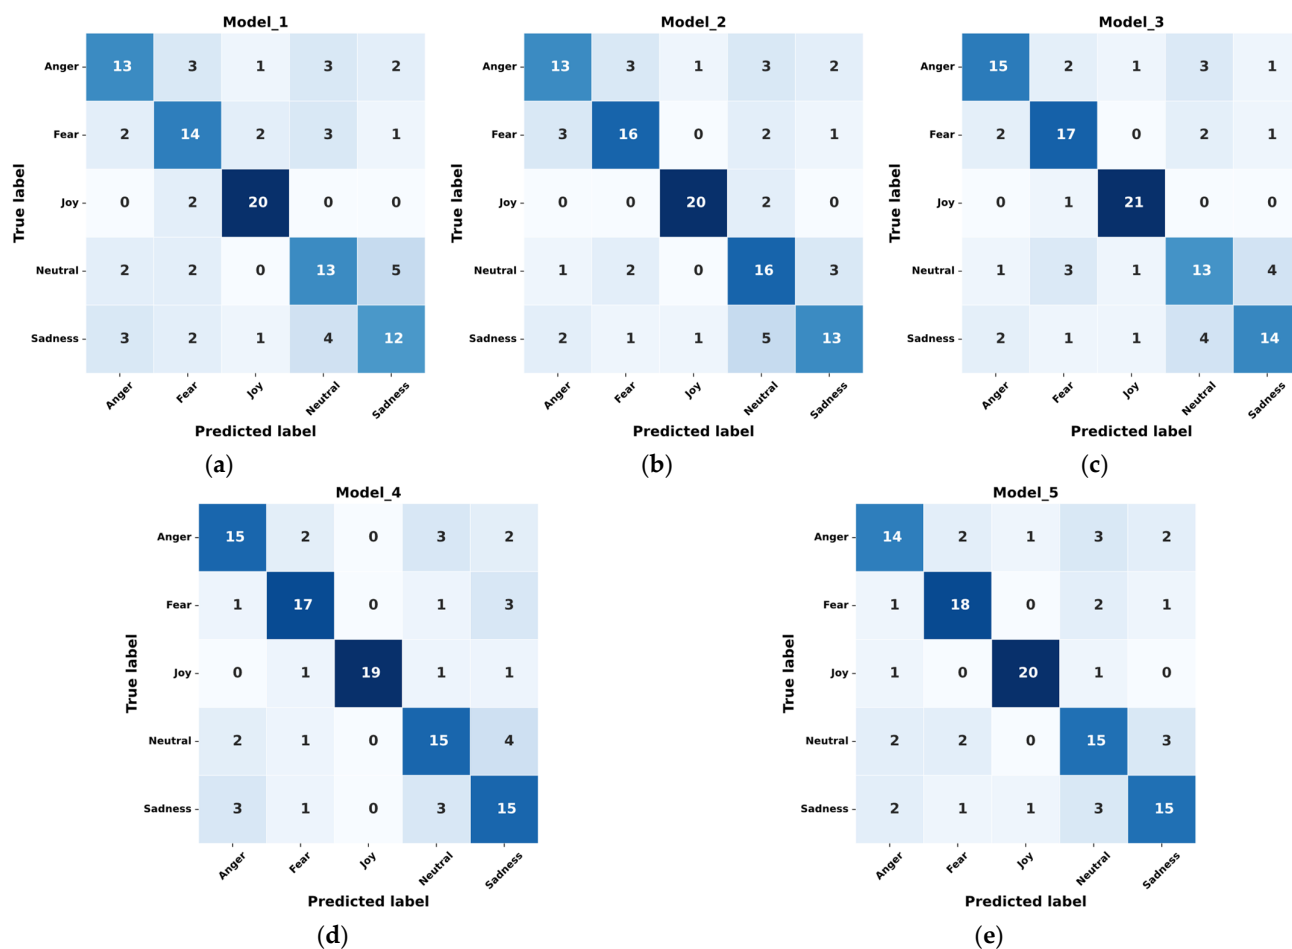 Model_1
True label
Anger 13 3 1 3 2
Fear 2 14 2 3 1
Joy 0 2 20 0 0
Neutral 2 2 0 13 5
Sadness 3 2 1 4 12
Anger Fear Joy Neutral Sadness
Predicted label
(a)
Model_2
True label
Anger 13 3 1 3 2
Fear 3 16 0 2 1
Joy 0 0 20 2 0
Neutral 1 2 0 16 3
Sadness 2 1 1 5 13
Anger Fear Joy Neutral Sadness
Predicted label
(b)
Model_3
True label
Anger 15 2 1 3 1
Fear 2 17 0 2 1
Joy 0 1 21 0 0
Neutral 1 3 1 13 4
Sadness 2 1 1 4 14
Anger Fear Joy Neutral Sadness
Predicted label
(c)
Model_4
True label
Anger 15 2 0 3 2
Fear 1 17 0 1 3
Joy 0 1 19 1 1
Neutral 2 1 0 15 4
Sadness 3 1 0 3 15
Anger Fear Joy Neutral Sadness
Predicted label
(d)
Model_5
True label
Anger 14 2 1 3 2
Fear 1 18 0 2 1
Joy 1 0 20 1 0
Neutral 2 2 0 15 3
Sadness 2 1 1 3 15
Anger Fear Joy Neutral Sadness
Predicted label
(e)